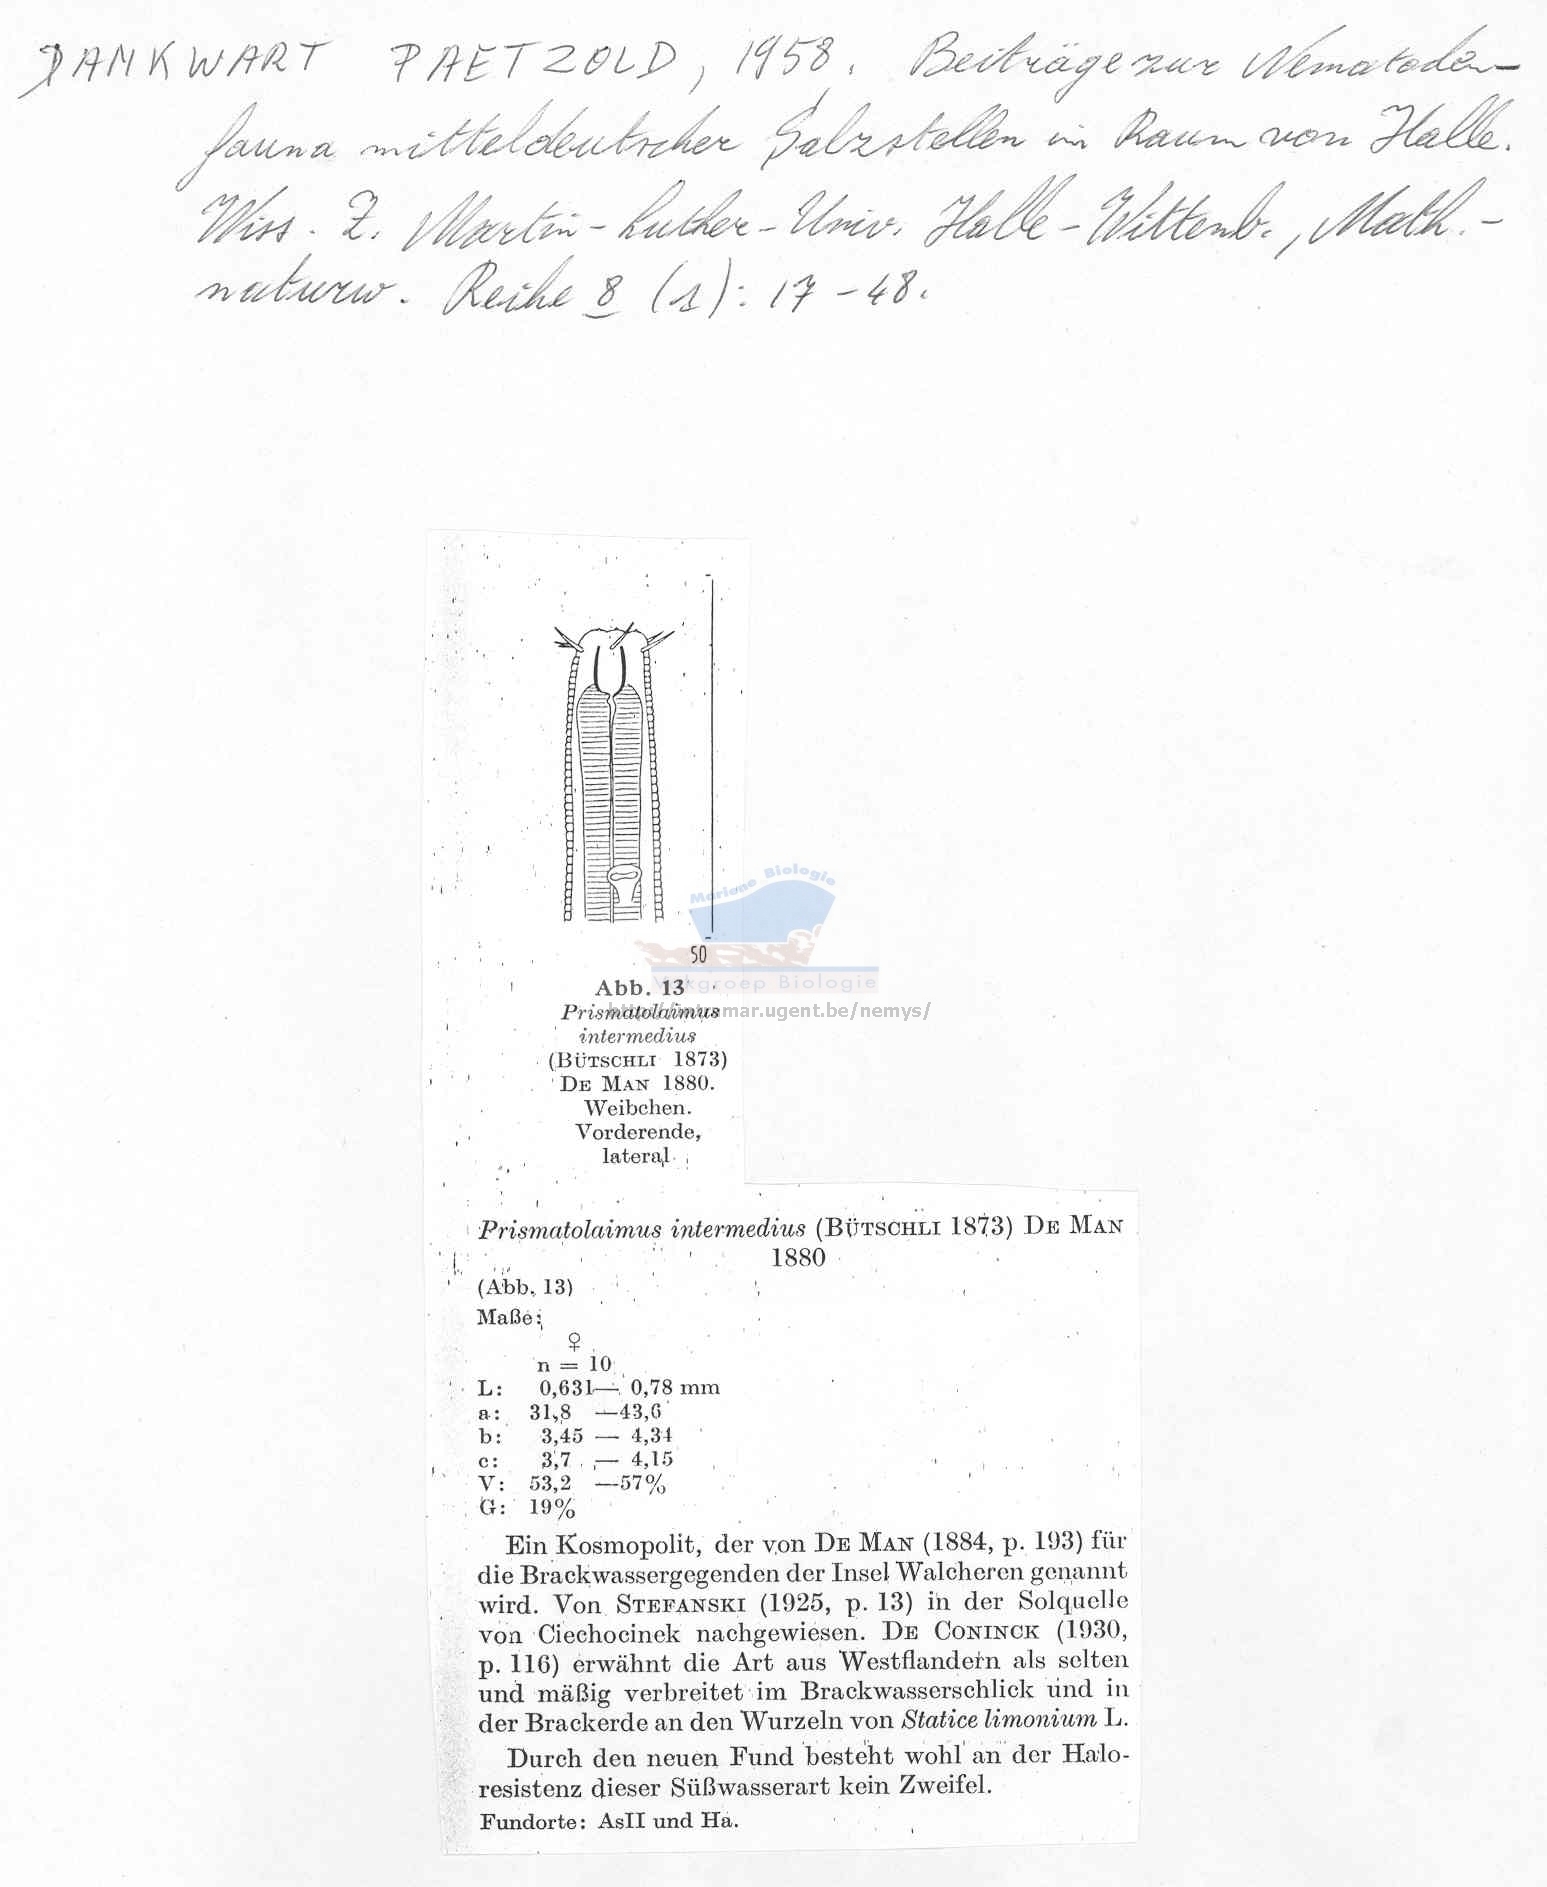 DANKWART PAETZOLD, 1958. Beiträge zur Nematoden-
fauna mitteldeutscher Salzstellen im Raum von Halle.
Wiss. Z. Martin-Luther-Univ. Halle-Wittenb., Math.-
naturw. Reihe 8 (1): 17-48.
Mariene Biologie
50
Vakgroep Biologie
Abb. 13
http://intramar.ugent.be/nemys/
Prismatolaimus
intermedius
(BÜTSCHLI 1873)
DE MAN 1880.
Weibchen.
Vorderende,
lateral
Prismatolaimus intermedius (BÜTSCHLI 1873) DE MAN
1880
(Abb. 13)
Maße:
♀
n = 10
L: 0,631— 0,78 mm
a: 31,8 —43,6
b: 3,45 — 4,34
c: 3,7 — 4,15
V: 53,2 —57%
G: 19%
Ein Kosmopolit, der von DE MAN (1884, p. 193) für
die Brackwassergegenden der Insel Walcheren genannt
wird. Von STEFANSKI (1925, p. 13) in der Solquelle
von Ciechocinek nachgewiesen. DE CONINCK (1930,
p. 116) erwähnt die Art aus Westflandern als selten
und mäßig verbreitet im Brackwasserschlick und in
der Brackerde an den Wurzeln von Statice limonium L.
Durch den neuen Fund besteht wohl an der Halo-
resistenz dieser Süßwasserart kein Zweifel.
Fundorte: AsII und Ha.